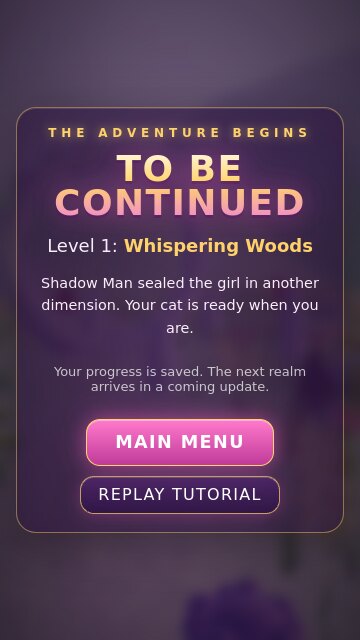 THE ADVENTURE BEGINS
TO BE
CONTINUED
Level 1: Whispering Woods
Shadow Man sealed the girl in another
dimension. Your cat is ready when you
are.
Your progress is saved. The next realm
arrives in a coming update.
MAIN MENU
REPLAY TUTORIAL